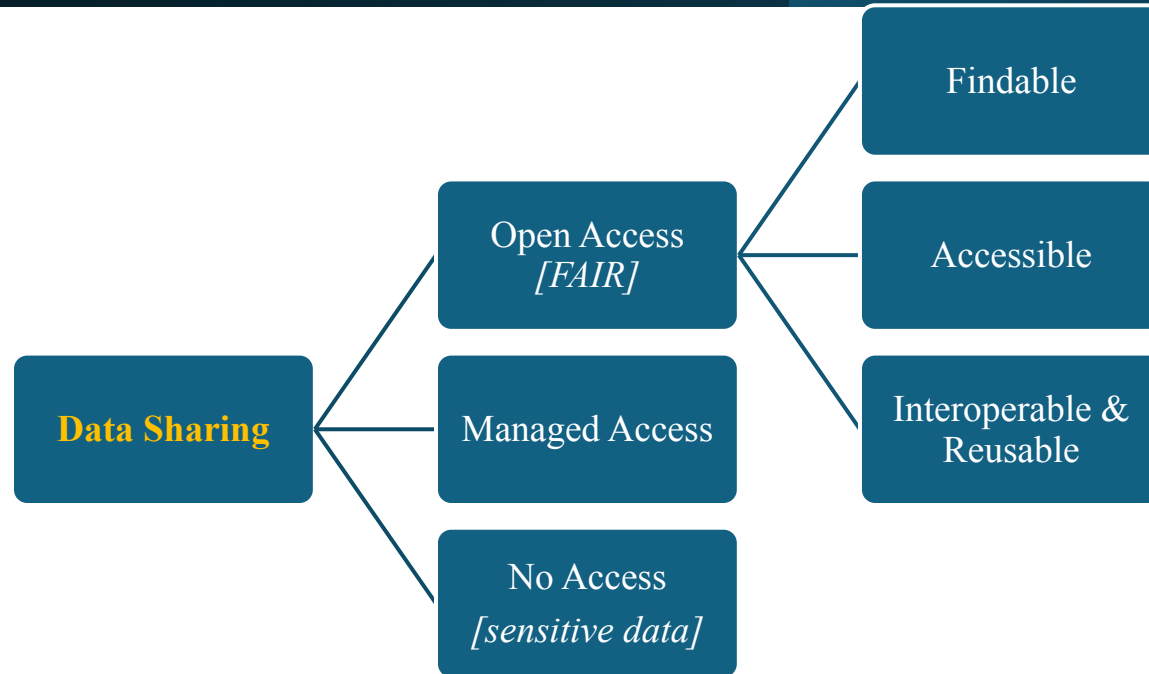 Data Sharing
Open Access
[FAIR]
Managed Access
No Access
[sensitive data]
Findable
Accessible
Interoperable &
Reusable